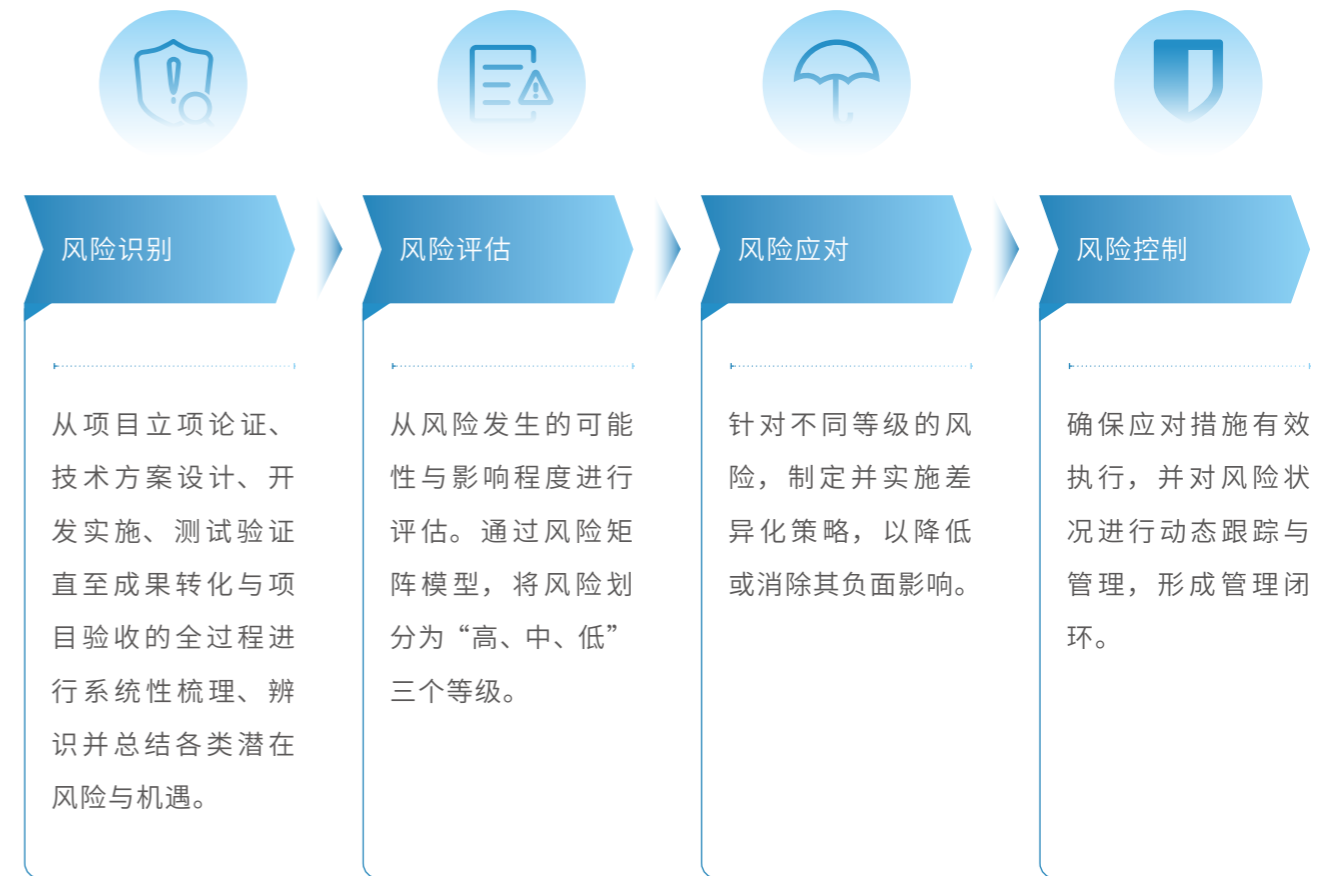 风险识别
从项目立项论证、
技术方案设计、开
发实施、测试验证
直至成果转化与项
目验收的全过程进
行系统性梳理、辨
识并总结各类潜在
风险与机遇。
风险评估
从风险发生的可能
性与影响程度进行
评估。通过风险矩
阵模型，将风险划
分为“高、中、低”
三个等级。
风险应对
针对不同等级的风
险，制定并实施差
异化策略，以降低
或消除其负面影响。
风险控制
确保应对措施有效
执行，并对风险状
况进行动态跟踪与
管理，形成管理闭
环。